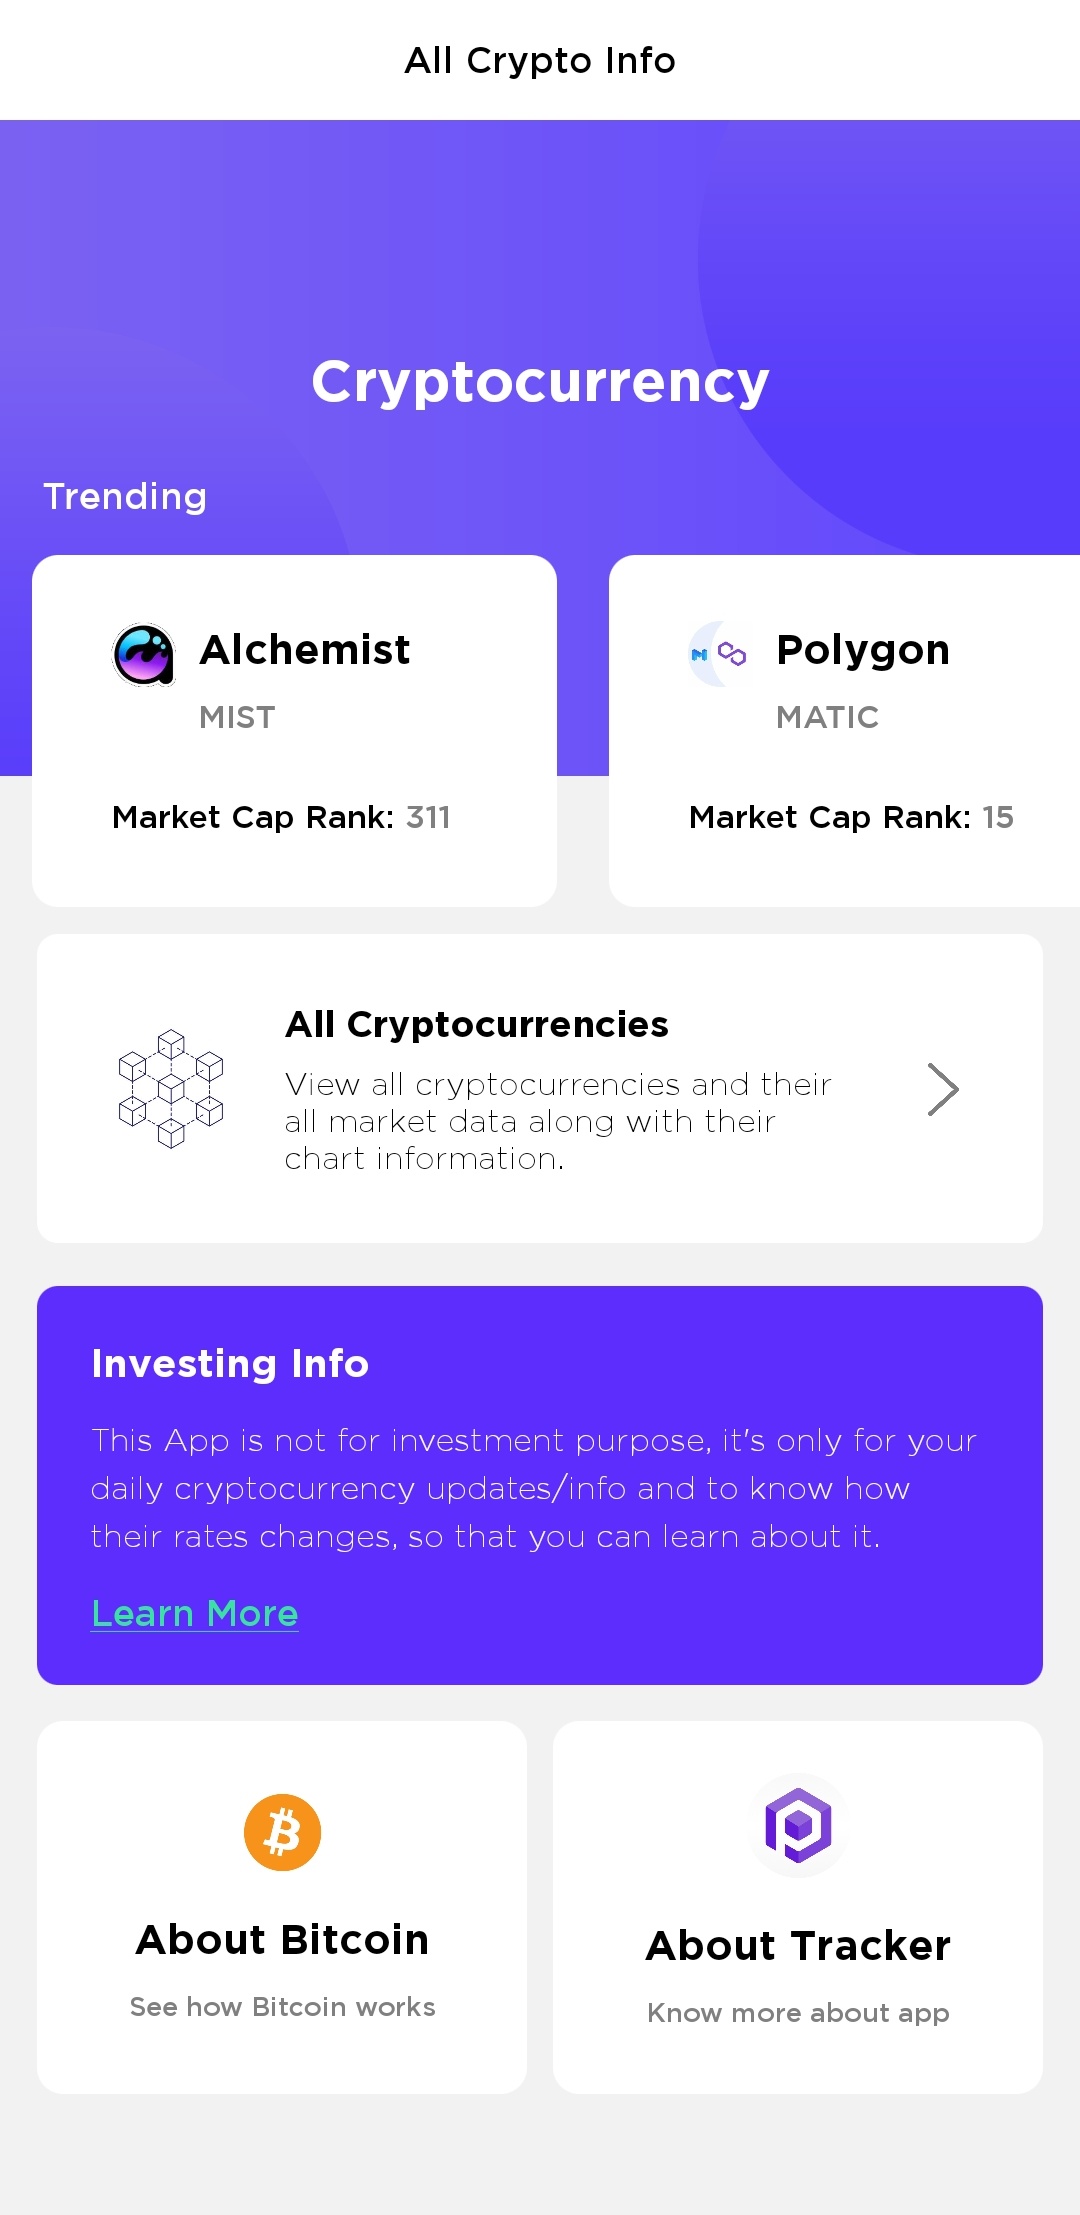 All Crypto Info
Cryptocurrency
Trending
Alchemist
MIST
Market Cap Rank: 311
Polygon
MATIC
Market Cap Rank: 15
All Cryptocurrencies
View all cryptocurrencies and their
all market data along with their
chart information.
Investing Info
This App is not for investment purpose, it's only for your
daily cryptocurrency updates/info and to know how
their rates changes, so that you can learn about it.
Learn More
About Bitcoin
See how Bitcoin works
About Tracker
Know more about app